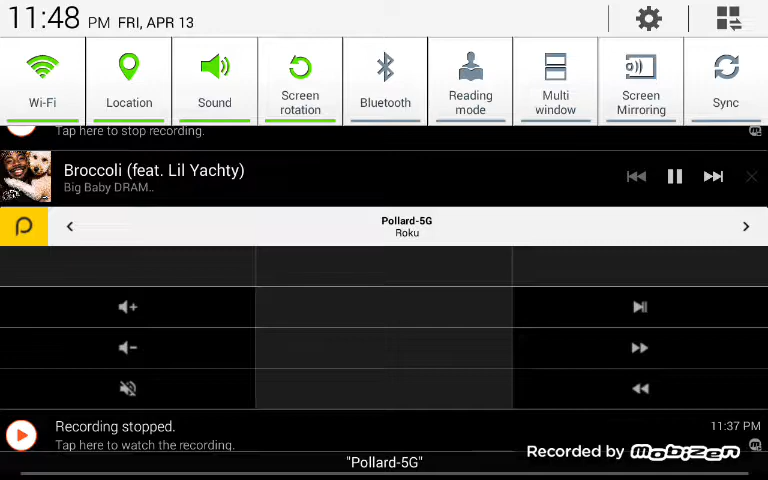 11:48 PM FRI, APR 13
Wi-Fi
Location
Sound
Screen rotation
Bluetooth
Reading mode
Multi window
Screen Mirroring
Sync
Tap here to stop recording.
Broccoli (feat. Lil Yachty)
Big Baby DRAM..
Pollard-5G
Roku
Recording stopped.
11:37 PM
Tap here to watch the recording.
Recorded by Mobizen
"Pollard-5G"